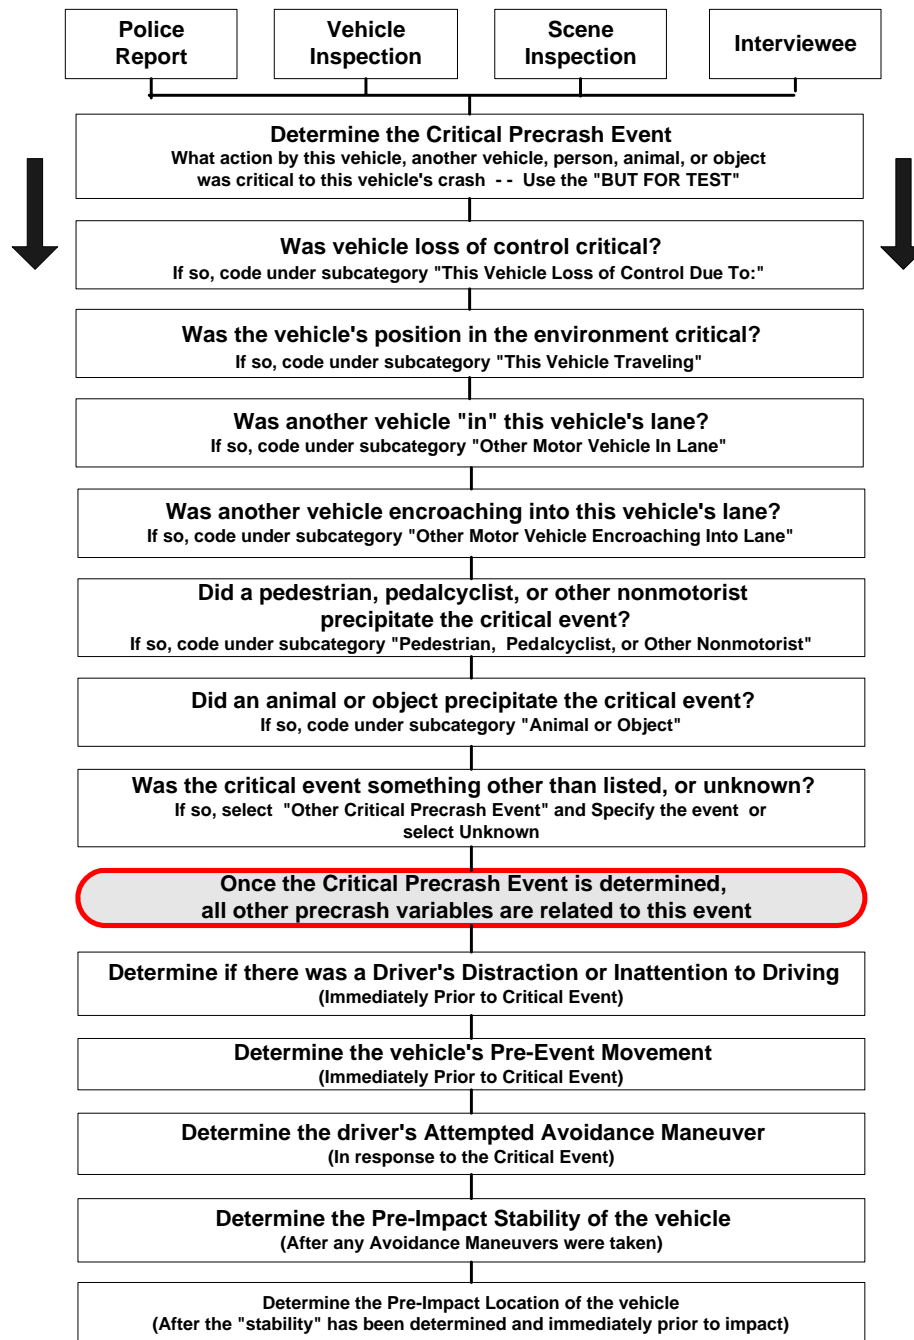 Police
Report
Vehicle
Inspection
Scene
Inspection
Interviewee
Determine the Critical Precrash Event
What action by this vehicle, another vehicle, person, animal, or object
was critical to this vehicle's crash - - Use the "BUT FOR TEST"
Was vehicle loss of control critical?
If so, code under subcategory "This Vehicle Loss of Control Due To:"
Was the vehicle's position in the environment critical?
If so, code under subcategory "This Vehicle Traveling"
Was another vehicle "in" this vehicle's lane?
If so, code under subcategory "Other Motor Vehicle In Lane"
Was another vehicle encroaching into this vehicle's lane?
If so, code under subcategory "Other Motor Vehicle Encroaching Into Lane"
Did a pedestrian, pedalcyclist, or other nonmotorist
precipitate the critical event?
If so, code under subcategory "Pedestrian, Pedalcyclist, or Other Nonmotorist"
Did an animal or object precipitate the critical event?
If so, code under subcategory "Animal or Object"
Was the critical event something other than listed, or unknown?
If so, select "Other Critical Precrash Event" and Specify the event or
select Unknown
Once the Critical Precrash Event is determined,
all other precrash variables are related to this event
Determine if there was a Driver's Distraction or Inattention to Driving
(Immediately Prior to Critical Event)
Determine the vehicle's Pre-Event Movement
(Immediately Prior to Critical Event)
Determine the driver's Attempted Avoidance Maneuver
(In response to the Critical Event)
Determine the Pre-Impact Stability of the vehicle
(After any Avoidance Maneuvers were taken)
Determine the Pre-Impact Location of the vehicle
(After the "stability" has been determined and immediately prior to impact)